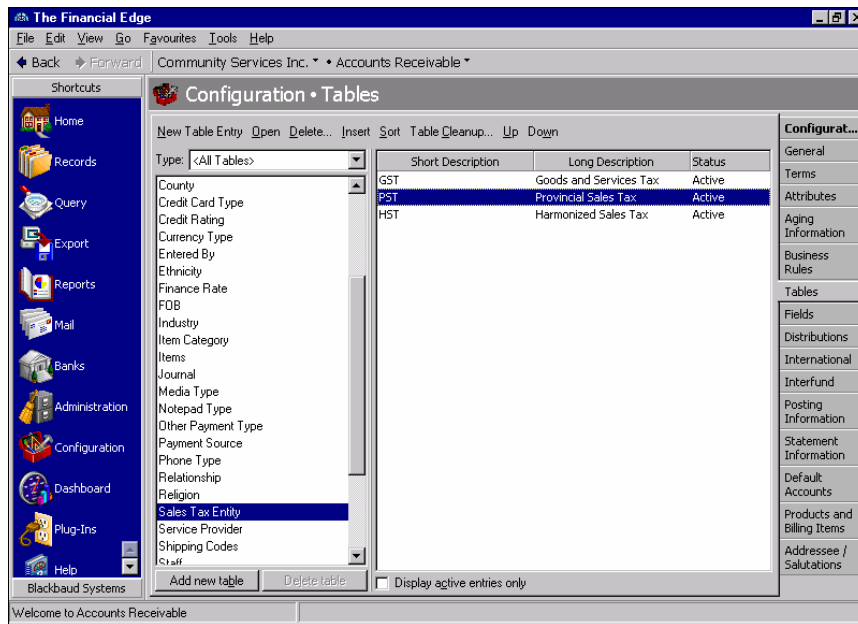 The Financial Edge
File Edit View Go Favourites Tools Help
Back Forward Community Services Inc. • Accounts Receivable
Shortcuts
Home
Records
Query
Export
Reports
Mail
Banks
Administration
Configuration
Dashboard
Plug-Ins
Help
Blackbaud Systems
Configuration • Tables
New Table Entry Open Delete... Insert Sort Table Cleanup... Up Down
Type: <All Tables>
County
Credit Card Type
Credit Rating
Currency Type
Entered By
Ethnicity
Finance Rate
FOB
Industry
Item Category
Items
Journal
Media Type
Notepad Type
Other Payment Type
Payment Source
Phone Type
Relationship
Religion
Sales Tax Entity
Service Provider
Shipping Codes
Staff
Add new table Delete table
Short Description Long Description Status
GST Goods and Services Tax Active
PST Provincial Sales Tax Active
HST Harmonized Sales Tax Active
Display active entries only
Configurat...
General
Terms
Attributes
Aging
Information
Business
Rules
Tables
Fields
Distributions
International
Interfund
Posting
Information
Statement
Information
Default
Accounts
Products and
Billing Items
Addressee /
Salutations
Welcome to Accounts Receivable